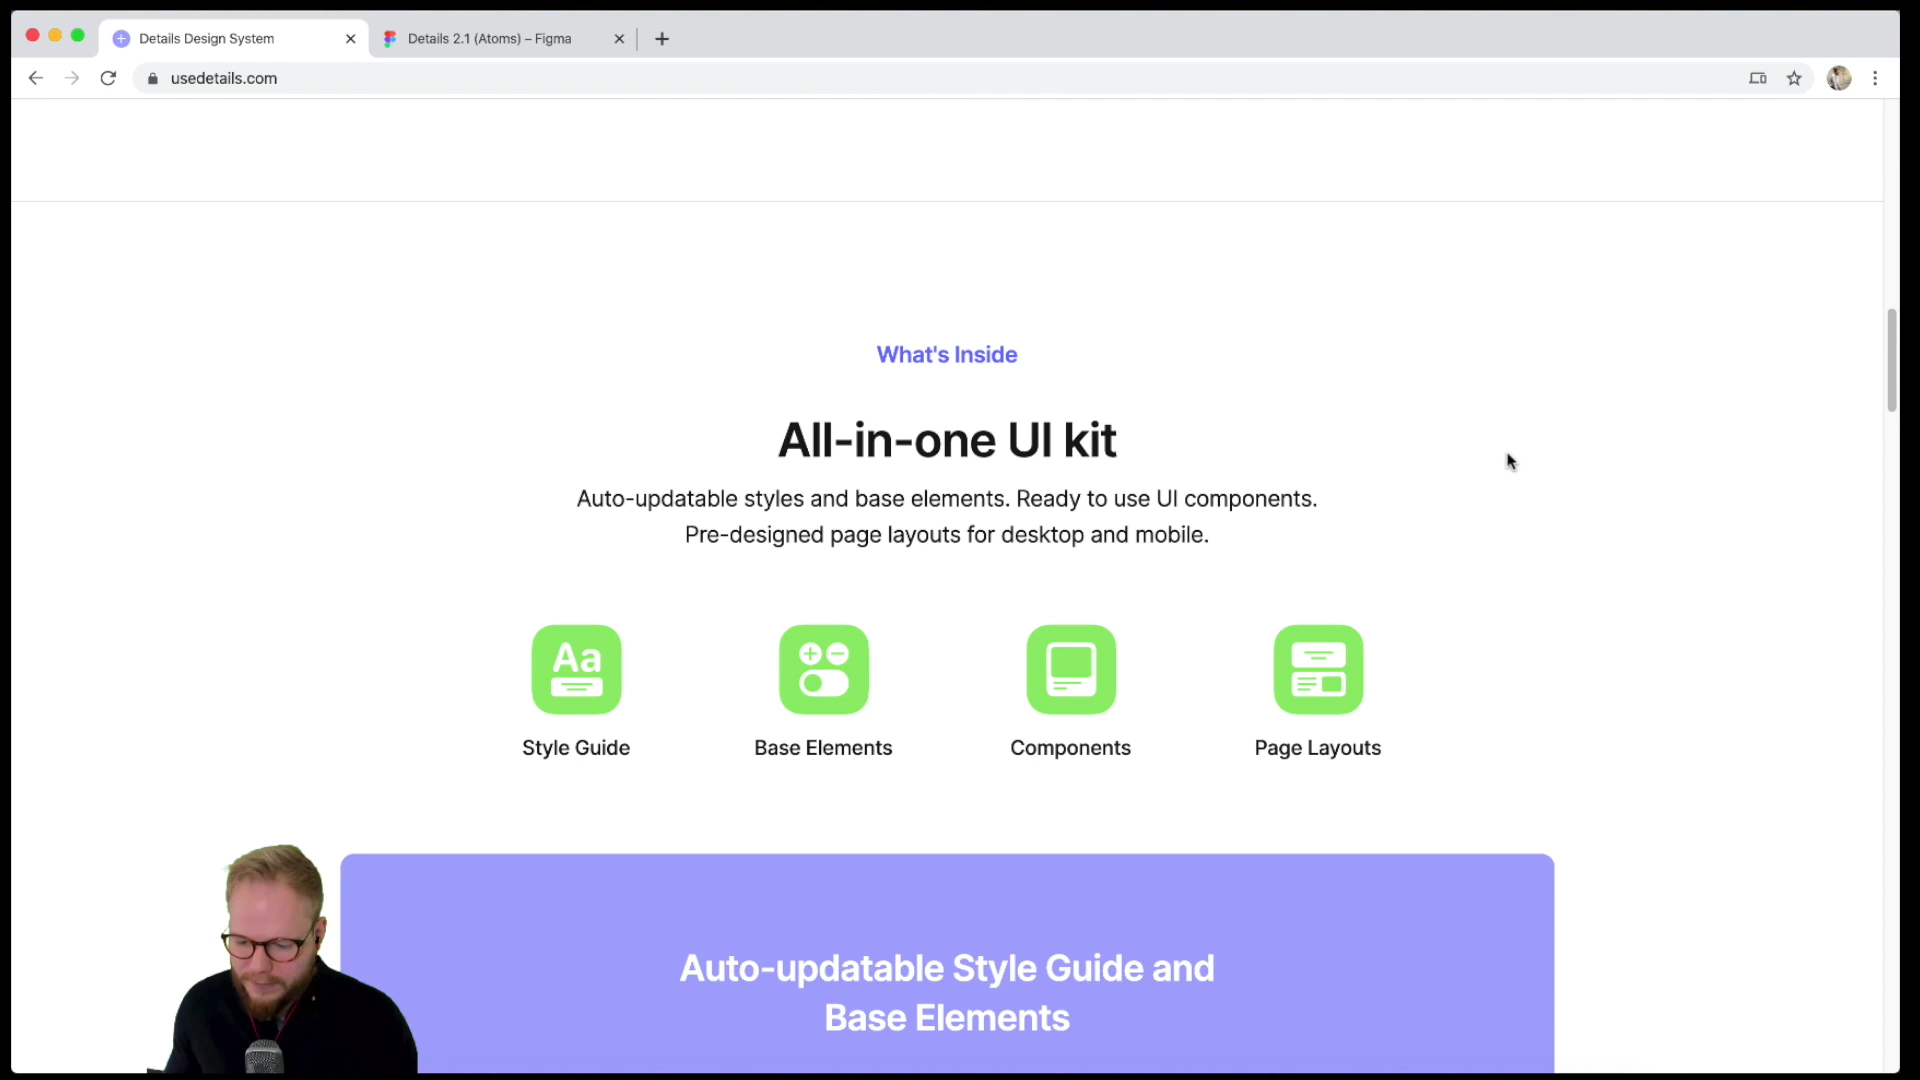 Details Design System
Details 2.1 (Atoms) – Figma
usedetails.com
What's Inside
All-in-one UI kit
Auto-updatable styles and base elements. Ready to use UI components.
Pre-designed page layouts for desktop and mobile.
Aa
Style Guide
Base Elements
Components
Page Layouts
Auto-updatable Style Guide and
Base Elements